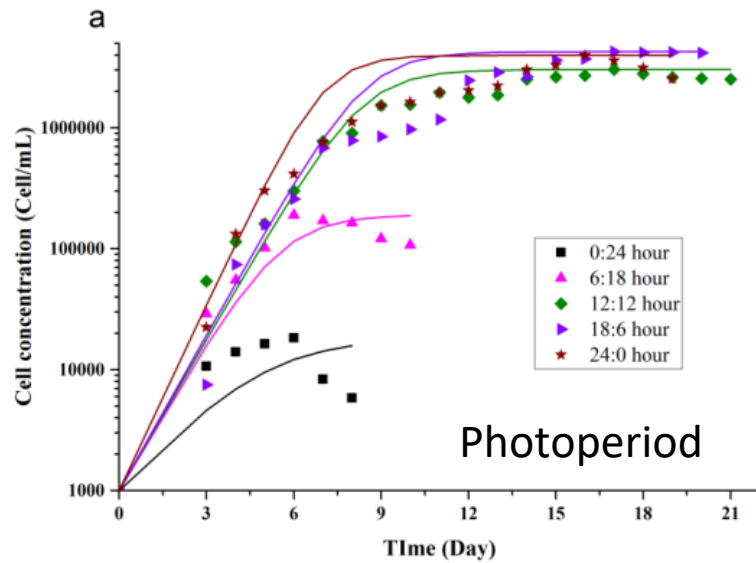 a
Cell concentration (Cell/mL)
1000000
100000
10000
1000
0:24 hour
6:18 hour
12:12 hour
18:6 hour
24:0 hour
Photoperiod
0 3 6 9 12 15 18 21
TIme (Day)